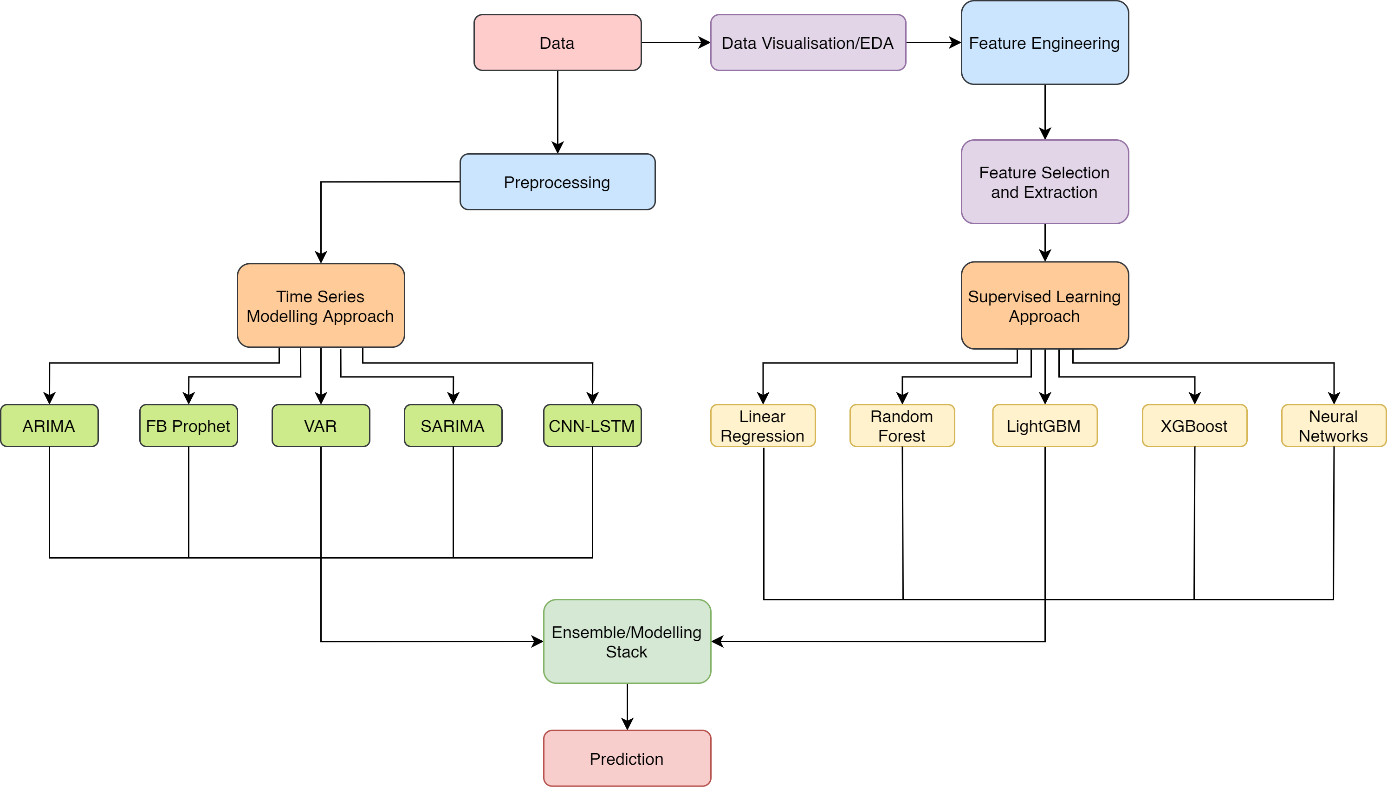 Data
Data Visualisation/EDA
Feature Engineering
Preprocessing
Feature Selection
and Extraction
Time Series
Modelling Approach
Supervised Learning
Approach
ARIMA
FB Prophet
VAR
SARIMA
CNN-LSTM
Linear
Regression
Random
Forest
LightGBM
XGBoost
Neural
Networks
Ensemble/Modelling
Stack
Prediction